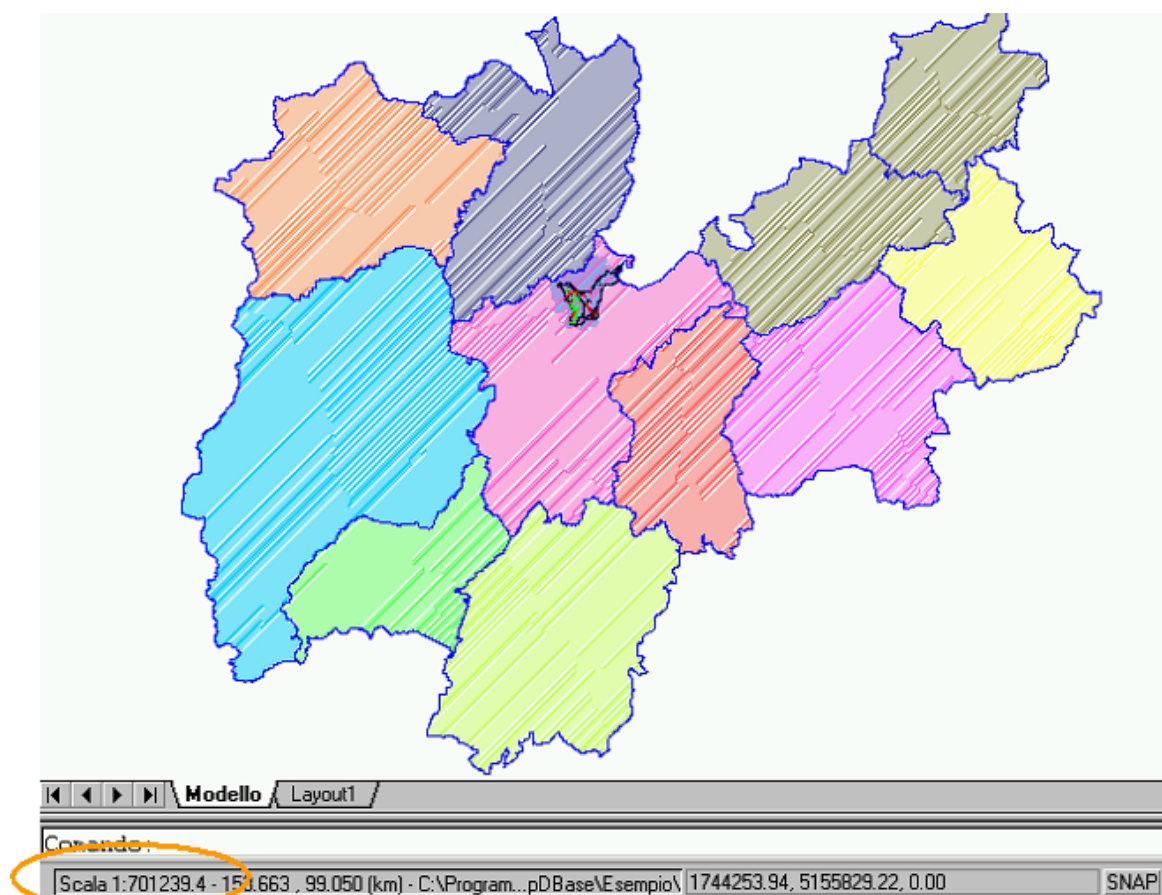 Modello Layout1
Comando:
Scala 1:701239.4 - 153.663 , 99.050 (km) - C:\Program...pDBase\Esempio\ 1744253.94, 5155829.22, 0.00 SNAP